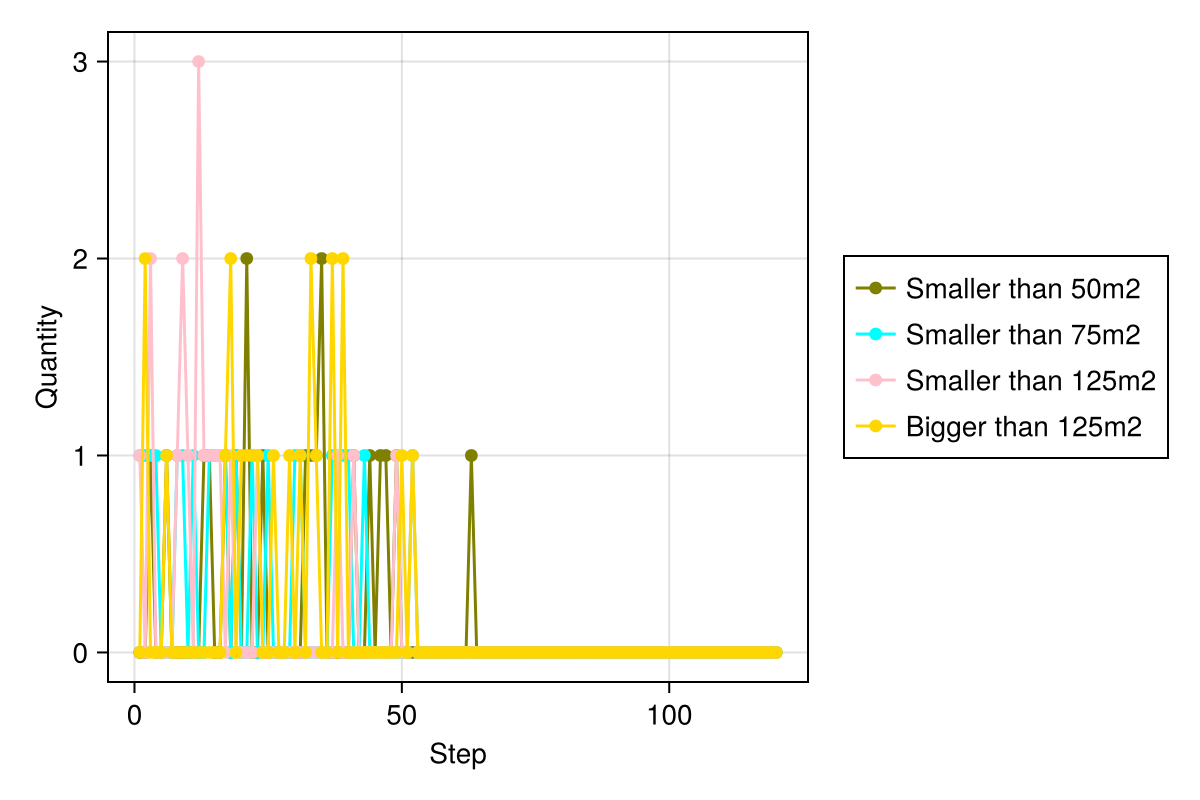 3
2
1
0
Quantity
0
50
100
Step
Smaller than 50m2
Smaller than 75m2
Smaller than 125m2
Bigger than 125m2